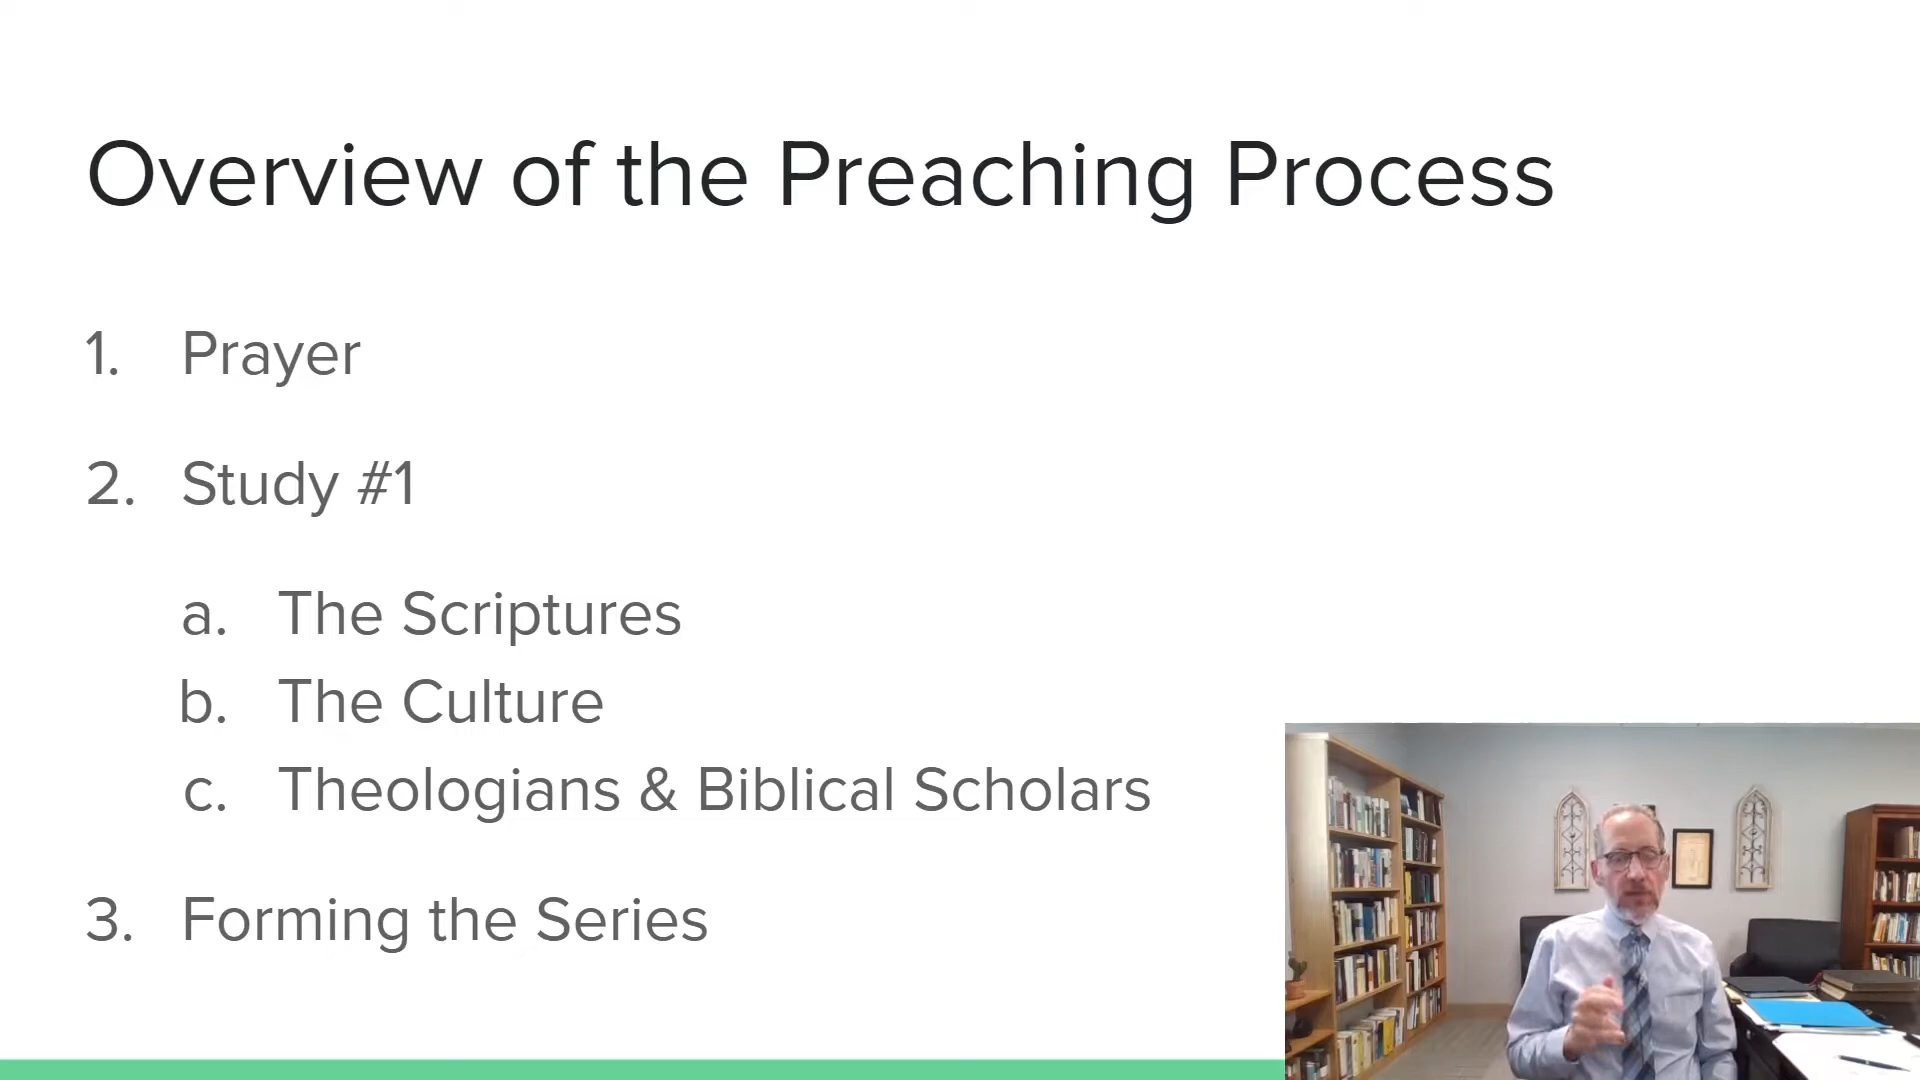 Overview of the Preaching Process
1. Prayer
2. Study #1
a. The Scriptures
b. The Culture
c. Theologians & Biblical Scholars
3. Forming the Series